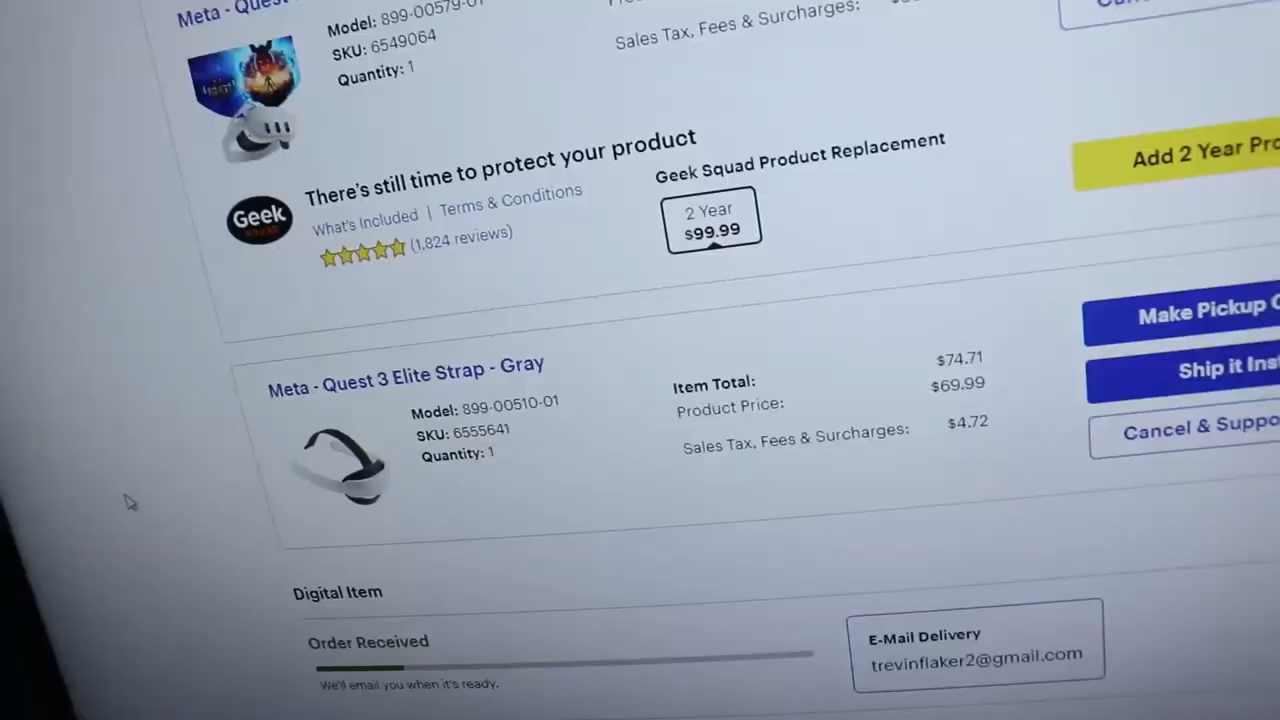 Meta - Quest
Model: 899-00579-01
SKU: 6549064
Quantity: 1
Sales Tax, Fees & Surcharges:
There's still time to protect your product
What's Included | Terms & Conditions
(1,824 reviews)
Geek
SQUAD
Geek Squad Product Replacement
2 Year
$99.99
Add 2 Year Pro
Meta - Quest 3 Elite Strap - Gray
Model: 899-00510-01
SKU: 6555641
Quantity: 1
Item Total: $74.71
Product Price: $69.99
Sales Tax, Fees & Surcharges: $4.72
Make Pickup
Ship it Inst
Cancel & Suppo
Digital Item
Order Received
We'll email you when it's ready.
E-Mail Delivery
trevinflaker2@gmail.com